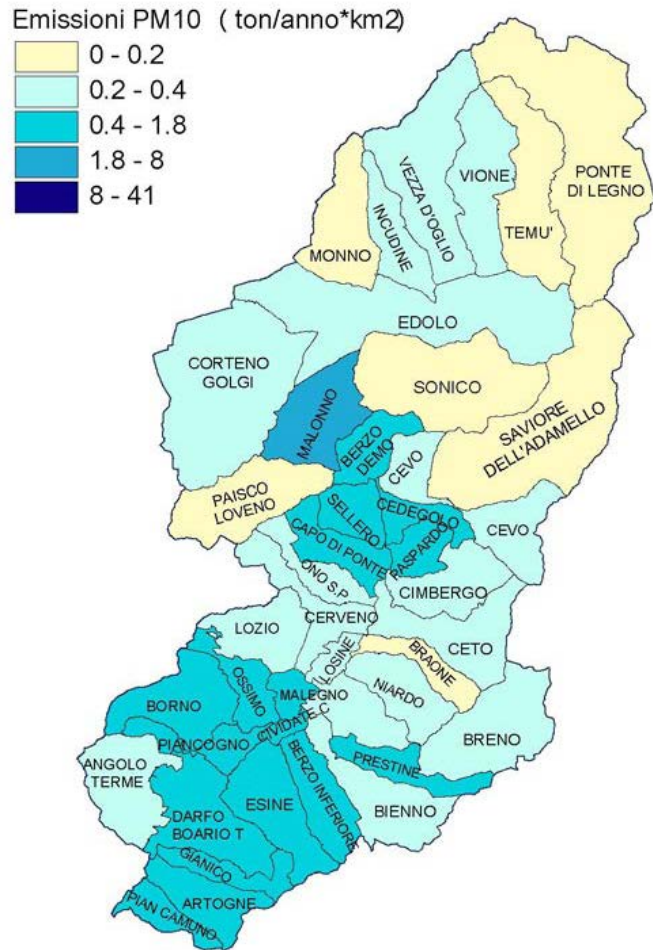 Emissioni PM10 ( ton/anno*km2)
0 - 0.2
0.2 - 0.4
0.4 - 1.8
1.8 - 8
8 - 41
PONTE
DI LEGNO
TEMU'
VIONE
VEZZA D'OGLIO
INCUDINE
MONNO
EDOLO
CORTENO
GOLGI
SONICO
MALONNO
SAVIORE
DELL'ADAMELLO
BERZO
DEMO
CEVO
PAISCO
LOVENO
SELLERO
CEDEGOLO
CEVO
CAPO DI PONTE
PASPARDO
ONO S.P.
CIMBERGO
CERVENO
LOZIO
LOSINE
CETO
BRAONE
OSSIMO
MALEGNO
NIARDO
BORNO
CIVIDATE C
BRENO
PIANCOGNO
PRESTINE
ANGOLO
TERME
BERZO INFERIORE
BIENNO
ESINE
DARFO
BOARIO T
GIANICO
ARTOGNE
PIAN CAMUNO